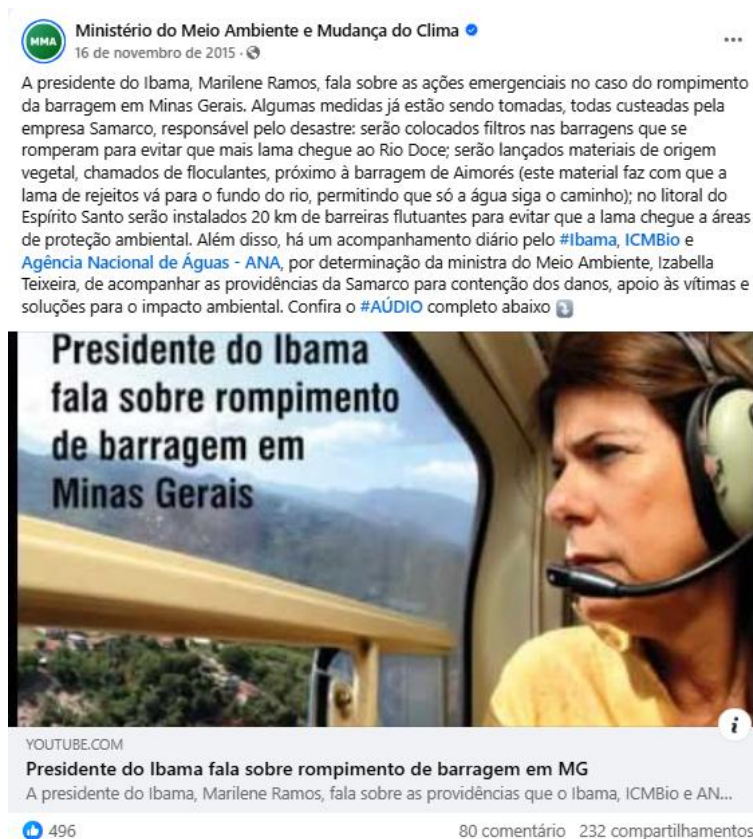 MMA
Ministério do Meio Ambiente e Mudança do Clima
16 de novembro de 2015 ·
A presidente do Ibama, Marilene Ramos, fala sobre as ações emergenciais no caso do rompimento
da barragem em Minas Gerais. Algumas medidas já estão sendo tomadas, todas custeadas pela
empresa Samarco, responsável pelo desastre: serão colocados filtros nas barragens que se
romperam para evitar que mais lama chegue ao Rio Doce; serão lançados materiais de origem
vegetal, chamados de floculantes, próximo à barragem de Aimorés (este material faz com que a
lama de rejeitos vá para o fundo do rio, permitindo que só a água siga o caminho); no litoral do
Espírito Santo serão instalados 20 km de barreiras flutuantes para evitar que a lama chegue a áreas
de proteção ambiental. Além disso, há um acompanhamento diário pelo #Ibama, ICMBio e
Agência Nacional de Águas - ANA, por determinação da ministra do Meio Ambiente, Izabella
Teixeira, de acompanhar as providências da Samarco para contenção dos danos, apoio às vítimas e
soluções para o impacto ambiental. Confira o #AÚDIO completo abaixo
Presidente do Ibama
fala sobre rompimento
de barragem em
Minas Gerais
i
YOUTUBE.COM
Presidente do Ibama fala sobre rompimento de barragem em MG
A presidente do Ibama, Marilene Ramos, fala sobre as providências que o Ibama, ICMBio e AN...
496
80 comentário 232 compartilhamentos